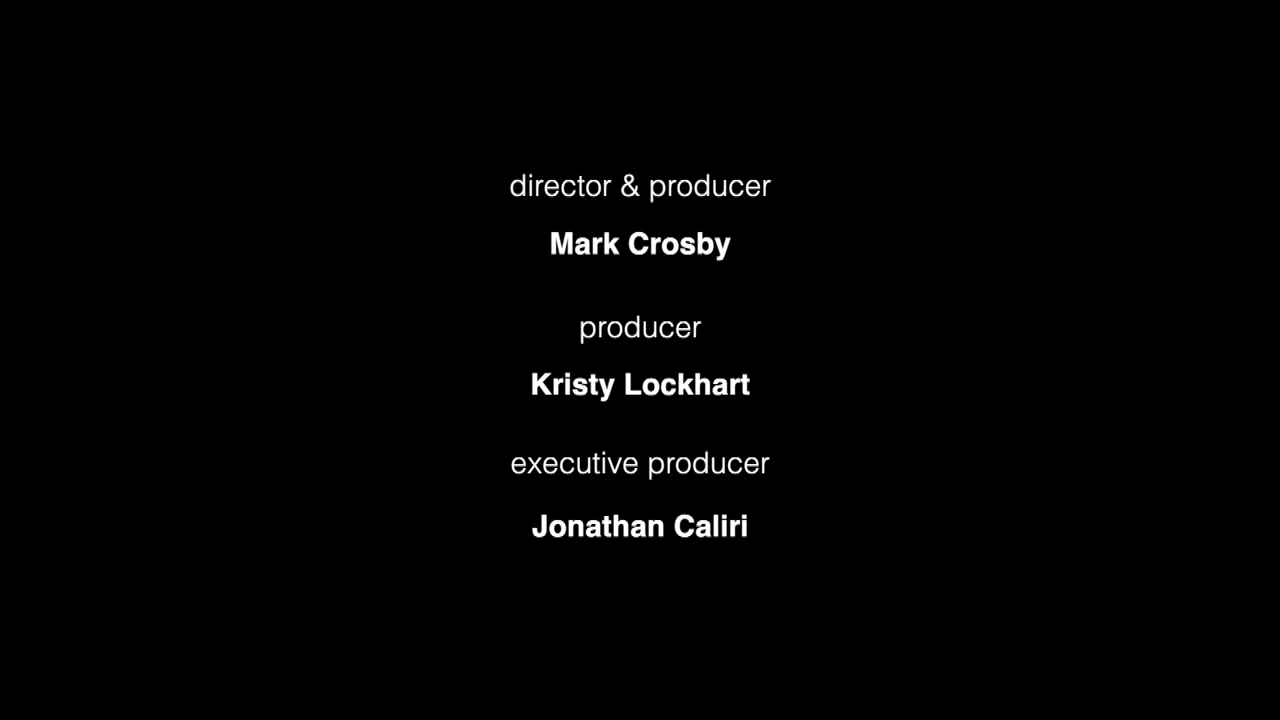 director & producer
Mark Crosby
producer
Kristy Lockhart
executive producer
Jonathan Caliri